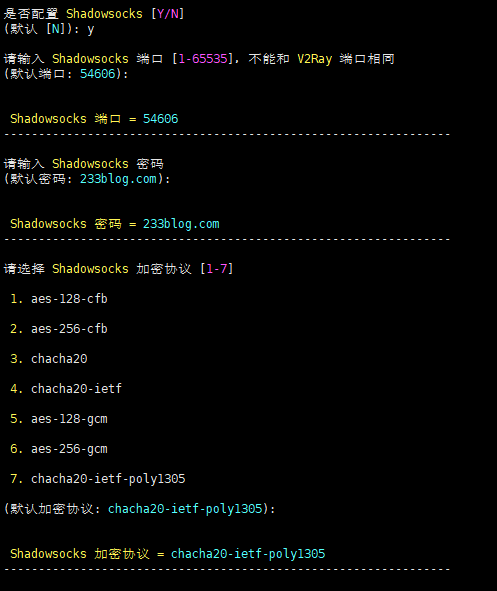 是否配置 Shadowsocks [Y/N]
(默认 [N]): y
请输入 Shadowsocks 端口 [1-65535], 不能和 V2Ray 端口相同
(默认端口: 54606):
Shadowsocks 端口 = 54606
----------------------------------------------------------------
请输入 Shadowsocks 密码
(默认密码: 233blog.com):
Shadowsocks 密码 = 233blog.com
----------------------------------------------------------------
请选择 Shadowsocks 加密协议 [1-7]
1. aes-128-cfb
2. aes-256-cfb
3. chacha20
4. chacha20-ietf
5. aes-128-gcm
6. aes-256-gcm
7. chacha20-ietf-poly1305
(默认加密协议: chacha20-ietf-poly1305):
Shadowsocks 加密协议 = chacha20-ietf-poly1305
----------------------------------------------------------------